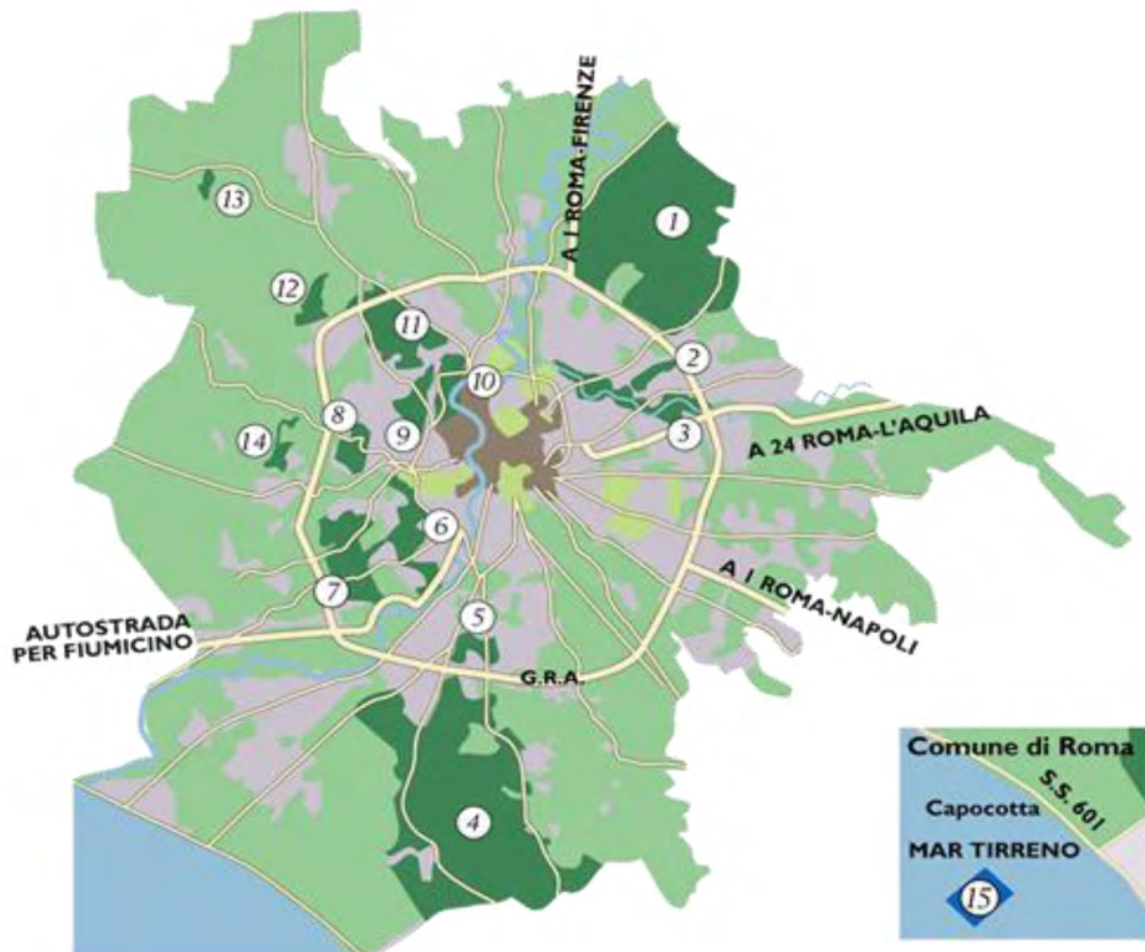 A 1 ROMA-FIRENZE
1
13
12
11
2
10
8
3
14
9
A 24 ROMA-L'AQUILA
6
7
A 1 ROMA-NAPOLI
5
AUTOSTRADA
PER FIUMICINO
G.R.A.
4
Comune di Roma
S.S. 601
Capocotta
MAR TIRRENO
15